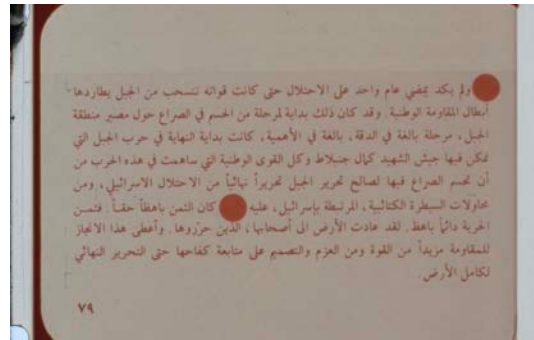 ولم يكد يمضي عام واحد على الاحتلال حتى كانت قواته تنسحب من الجبل يطاردها
أبطال المقاومة الوطنية. وقد كان ذلك بداية لمرحلة من الحسم في الصراع حول مصير منطقة
الجبل، مرحلة بالغة في الدقة، بالغة في الأهمية، كانت بداية النهاية في حرب الجبل التي
تمكن فيها جيش الشهيد كمال جنبلاط وكل القوى الوطنية التي ساهمت في هذه الحرب من
أن تحسم الصراع فيها لصالح تحرير الجبل تحريراً نهائياً من الاحتلال الاسرائيلي، ومن
محاولات السيطرة الكتائبية، المرتبطة بإسرائيل، عليه كان الثمن باهظاً حقاً. فثمن
الحرية دائماً باهظ. لقد عادت الأرض الى أصحابها، الذين حرّروها. وأعطى هذا الانجاز
للمقاومة مزيداً من القوة ومن العزم والتصميم على متابعة كفاحها حتى التحرير النهائي
لكامل الأرض.
٧٩